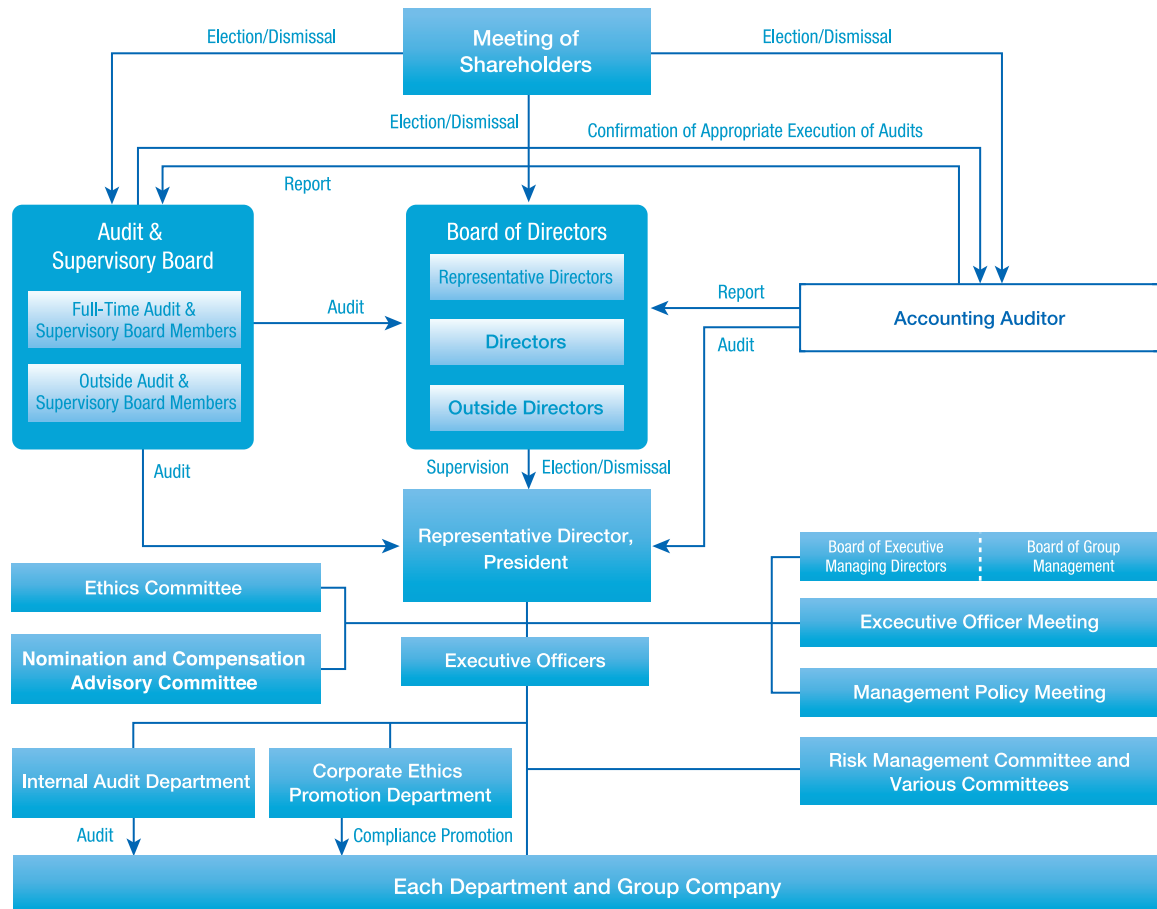 Election/Dismissal
Meeting of
Shareholders
Election/Dismissal
Election/Dismissal
Confirmation of Appropriate Execution of Audits
Report
Audit &
Supervisory Board
Full-Time Audit &
Supervisory Board Members
Outside Audit &
Supervisory Board Members
Audit
Board of Directors
Representative Directors
Directors
Outside Directors
Report
Accounting Auditor
Audit
Audit
Supervision
Election/Dismissal
Representative Director,
President
Ethics Committee
Nomination and Compensation
Advisory Committee
Executive Officers
Board of Executive
Managing Directors
Board of Group
Management
Excecutive Officer Meeting
Management Policy Meeting
Risk Management Committee and
Various Committees
Internal Audit Department
Corporate Ethics
Promotion Department
Audit
Compliance Promotion
Each Department and Group Company